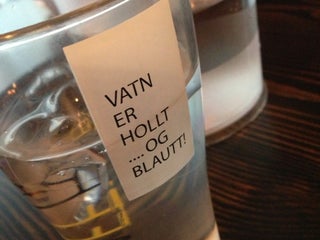 VATN
ER
HOLLT
.... OG
BLAUTT!